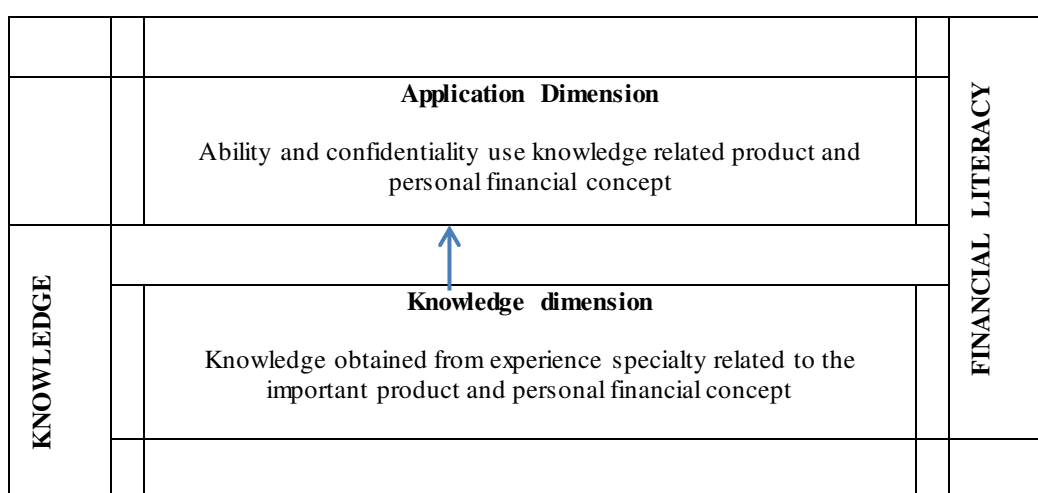 Application Dimension
Ability and confidentiality use knowledge related product and
personal financial concept
Knowledge dimension
Knowledge obtained from experience specialty related to the
important product and personal financial concept
KNOWLEDGE
FINANCIAL LITERACY